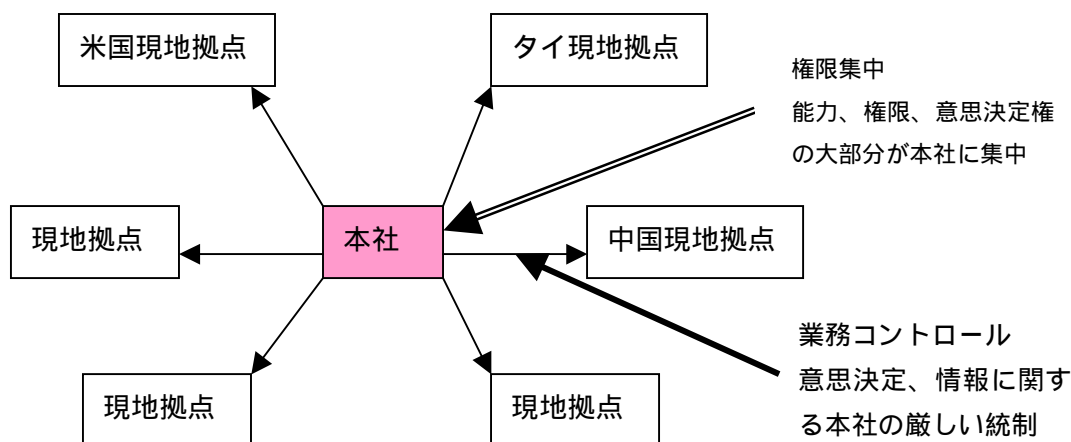 米国現地拠点
タイ現地拠点
権限集中
能力、権限、意思決定権
の大部分が本社に集中
現地拠点
本社
中国現地拠点
業務コントロール
意思決定、情報に関す
る本社の厳しい統制
現地拠点
現地拠点